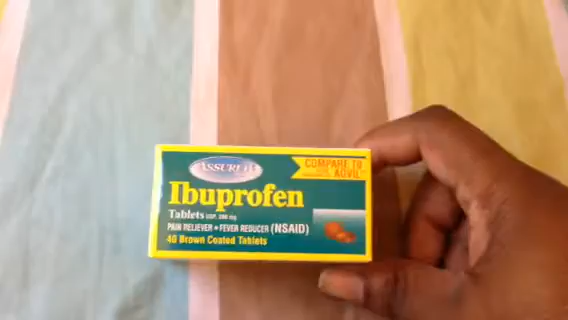 ASSURED
COMPARE TO
ADVIL
Ibuprofen
Tablets USP, 200 mg
PAIN RELIEVER • FEVER REDUCER (NSAID)
40 Brown Coated Tablets